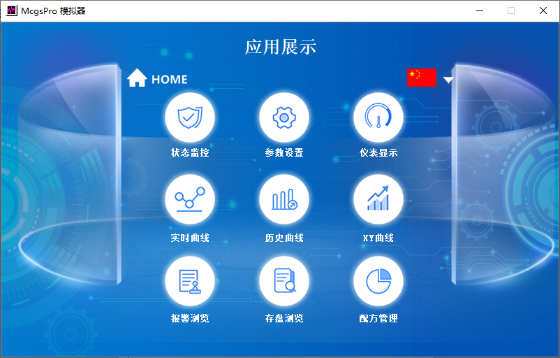 McgsPro 模拟器
应用展示
HOME
状态监控 参数设置 仪表显示
实时曲线 历史曲线 XY曲线
报警浏览 存盘浏览 配方管理